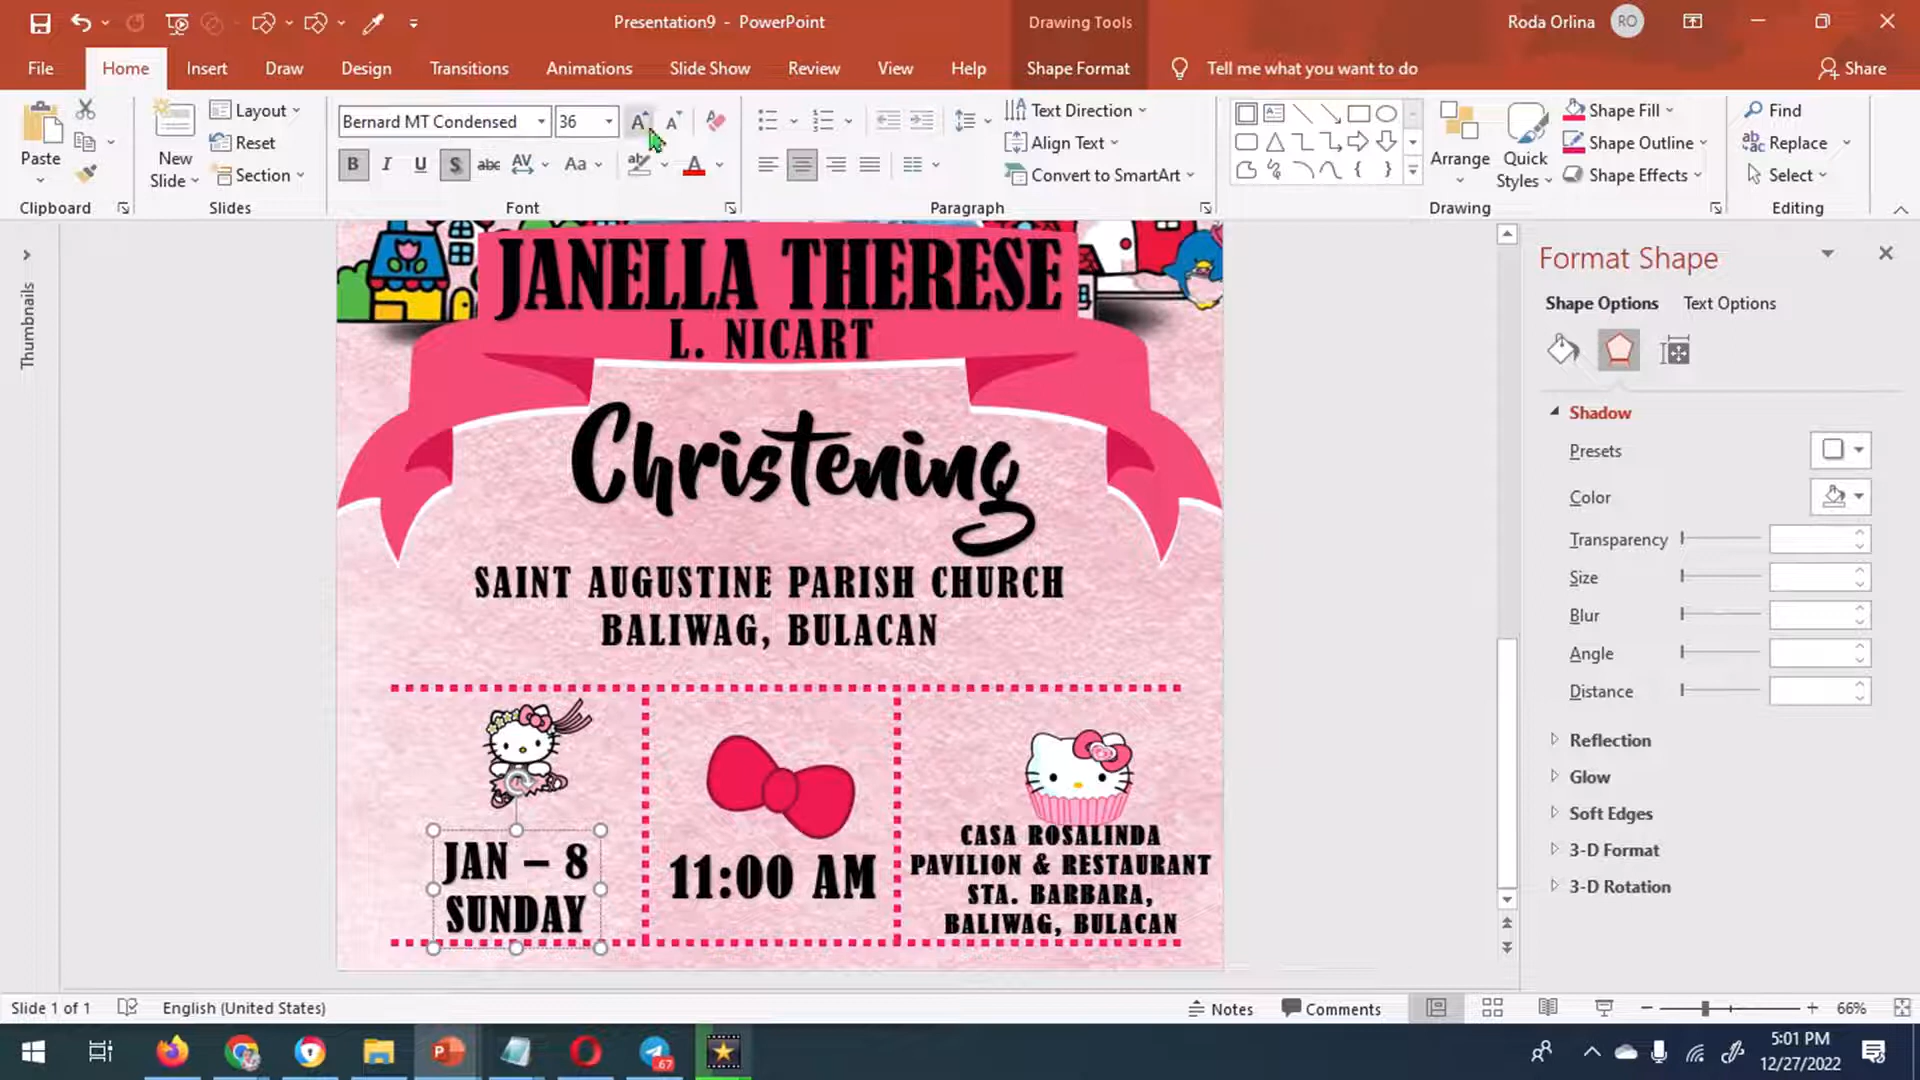 Presentation9 - PowerPoint
Drawing Tools
Roda Orlina
RO
File
Home
Insert
Draw
Design
Transitions
Animations
Slide Show
Review
View
Help
Shape Format
Tell me what you want to do
Share
Paste
New
Slide
Layout
Reset
Section
Bernard MT Condensed
36
B
I
U
S
abc
AV
Aa
A
Text Direction
Align Text
Convert to SmartArt
Arrange
Quick
Styles
Shape Fill
Shape Outline
Shape Effects
Find
Replace
Select
Clipboard
Slides
Font
Paragraph
Drawing
Editing
Thumbnails
JANELLA THERESE
L. NICART
Christening
SAINT AUGUSTINE PARISH CHURCH
BALIWAG, BULACAN
JAN – 8
SUNDAY
11:00 AM
CASA ROSALINDA
PAVILION & RESTAURANT
STA. BARBARA,
BALIWAG, BULACAN
Format Shape
Shape Options
Text Options
Shadow
Presets
Color
Transparency
Size
Blur
Angle
Distance
Reflection
Glow
Soft Edges
3-D Format
3-D Rotation
Slide 1 of 1
English (United States)
Notes
Comments
66%
67
5:01 PM
12/27/2022